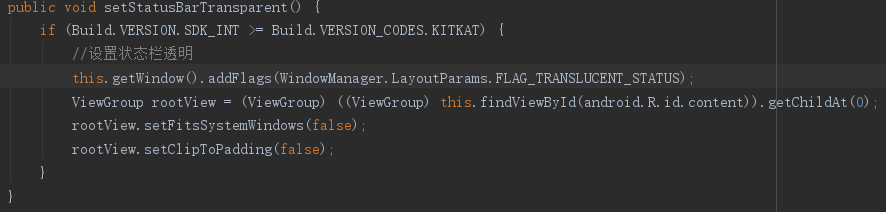 public void setStatusBarTransparent() {
if (Build.VERSION.SDK_INT >= Build.VERSION_CODES.KITKAT) {
//设置状态栏透明
this.getWindow().addFlags(WindowManager.LayoutParams.FLAG_TRANSLUCENT_STATUS);
ViewGroup rootView = (ViewGroup) ((ViewGroup) this.findViewById(android.R.id.content)).getChildAt(0);
rootView.setFitsSystemWindows(false);
rootView.setClipToPadding(false);
}
}